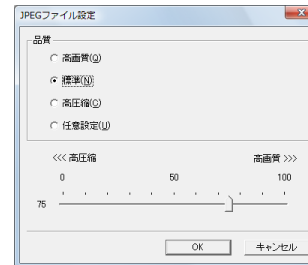 JPEGファイル設定
品質
高画質(Q)
標準(N)
高圧縮(C)
任意設定(U)
<<< 高圧縮 高画質 >>>
0 50 100
75
OK キャンセル